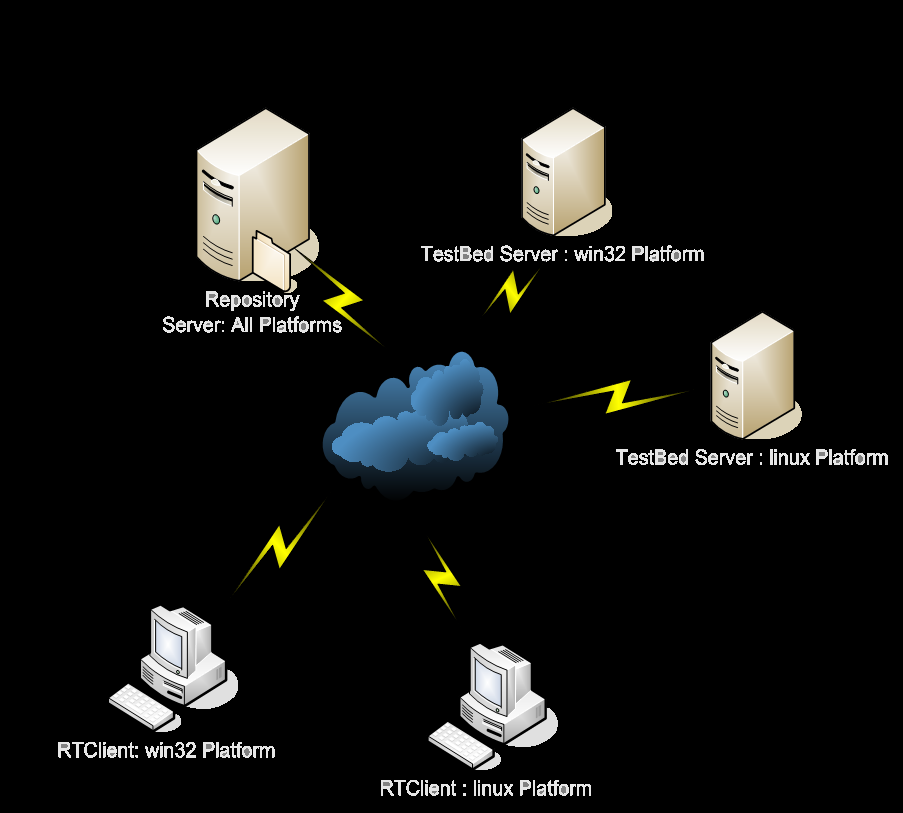 TestBed Server : win32 Platform
Repository
Server: All Platforms
TestBed Server : linux Platform
RTClient: win32 Platform
RTClient : linux Platform